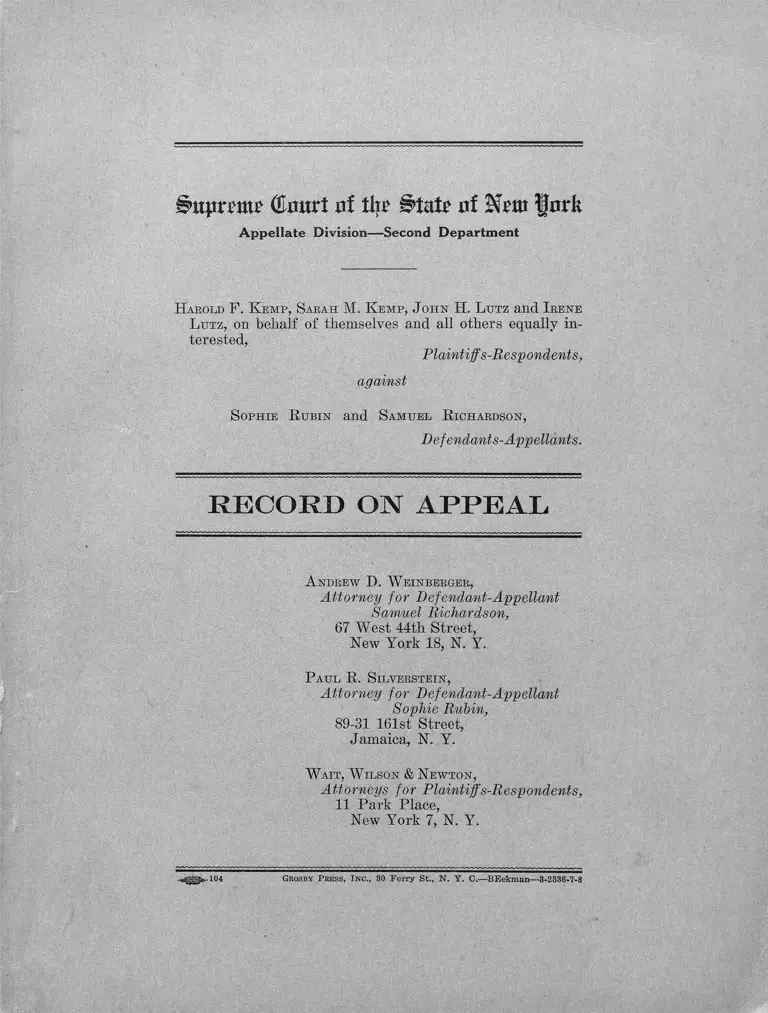 Supreme Court of the State of New York
Appellate Division—Second Department
Harold F. Kemp, Sarah M. Kemp, John H. Lutz and Irene
Lutz, on behalf of themselves and all others equally in-
terested,
Plaintiffs-Respondents,
against
Sophie Rubin and Samuel Richardson,
Defendants-Appellants.
RECORD ON APPEAL
Andrew D. Weinberger,
Attorney for Defendant-Appellant
Samuel Richardson,
67 West 44th Street,
New York 18, N. Y.
Paul R. Silverstein,
Attorney for Defendant-Appellant
Sophie Rubin,
89-31 161st Street,
Jamaica, N. Y.
Wait, Wilson & Newton,
Attorneys for Plaintiffs-Respondents,
11 Park Place,
New York 7, N. Y.
104 Grosby Press, Inc., 30 Ferry St., N. Y. C.—BEekman—3-2336-7-8